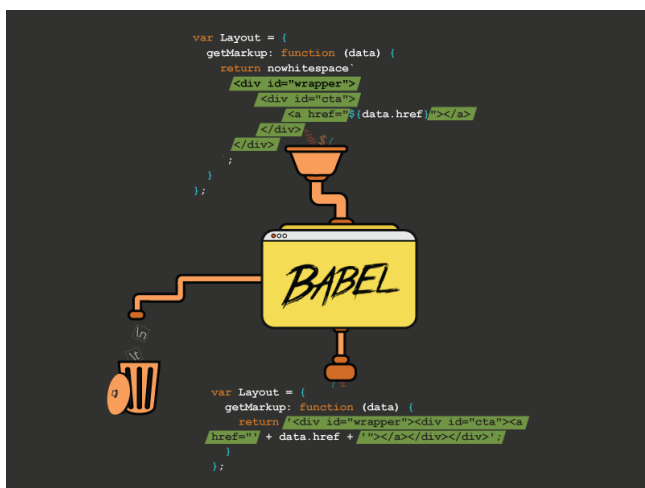 var Layout = {
getMarkup: function (data) {
return nowhitespace`
<div id="wrapper">
<div id="cta">
<a href="${data.href}"></a>
</div>
</div>
`;
}
};
BABEL
\n
\t
var Layout = {
getMarkup: function (data) {
return '<div id="wrapper"><div id="cta"><a
href="' + data.href + '"></a></div></div>';
}
};